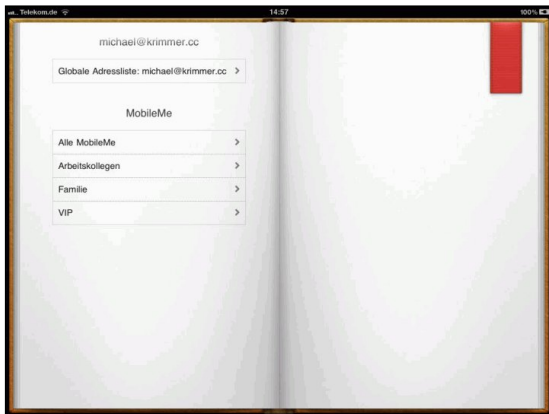 Telekom.de
14:57
100%
michael@krimmer.cc
Globale Adressliste: michael@krimmer.cc
MobileMe
Alle MobileMe
Arbeitskollegen
Familie
VIP